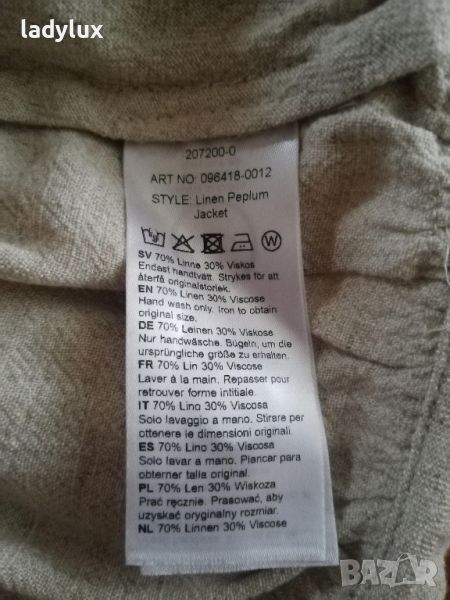 ladylux
207200-0
ART NO: 096418-0012
STYLE: Linen Peplum
Jacket
W
SV 70% Linne 30% Viskos
Endast handtvätt. Strykes för att
återfå originalstorlek.
EN 70% Linen 30% Viscose
Hand wash only. Iron to obtain
original size.
DE 70% Leinen 30% Viskose
Nur handwäsche. Bügeln, um die
ursprüngliche größe zu erhalten.
FR 70% Lin 30% Viscose
Laver à la main. Repasser pour
retrouver forme intitiale.
IT 70% Lino 30% Viscosa
Solo lavaggio a mano. Stirare per
ottenere le dimensioni originali.
ES 70% Lino 30% Viscosa
Solo lavar a mano. Plancar para
obterner talla original.
PL 70% Len 30% Wiskoza
Prać ręcznie. Prasować, aby
uzyskać oryginalny rozmiar.
NL 70% Linnen 30% Viscose
BAZAR